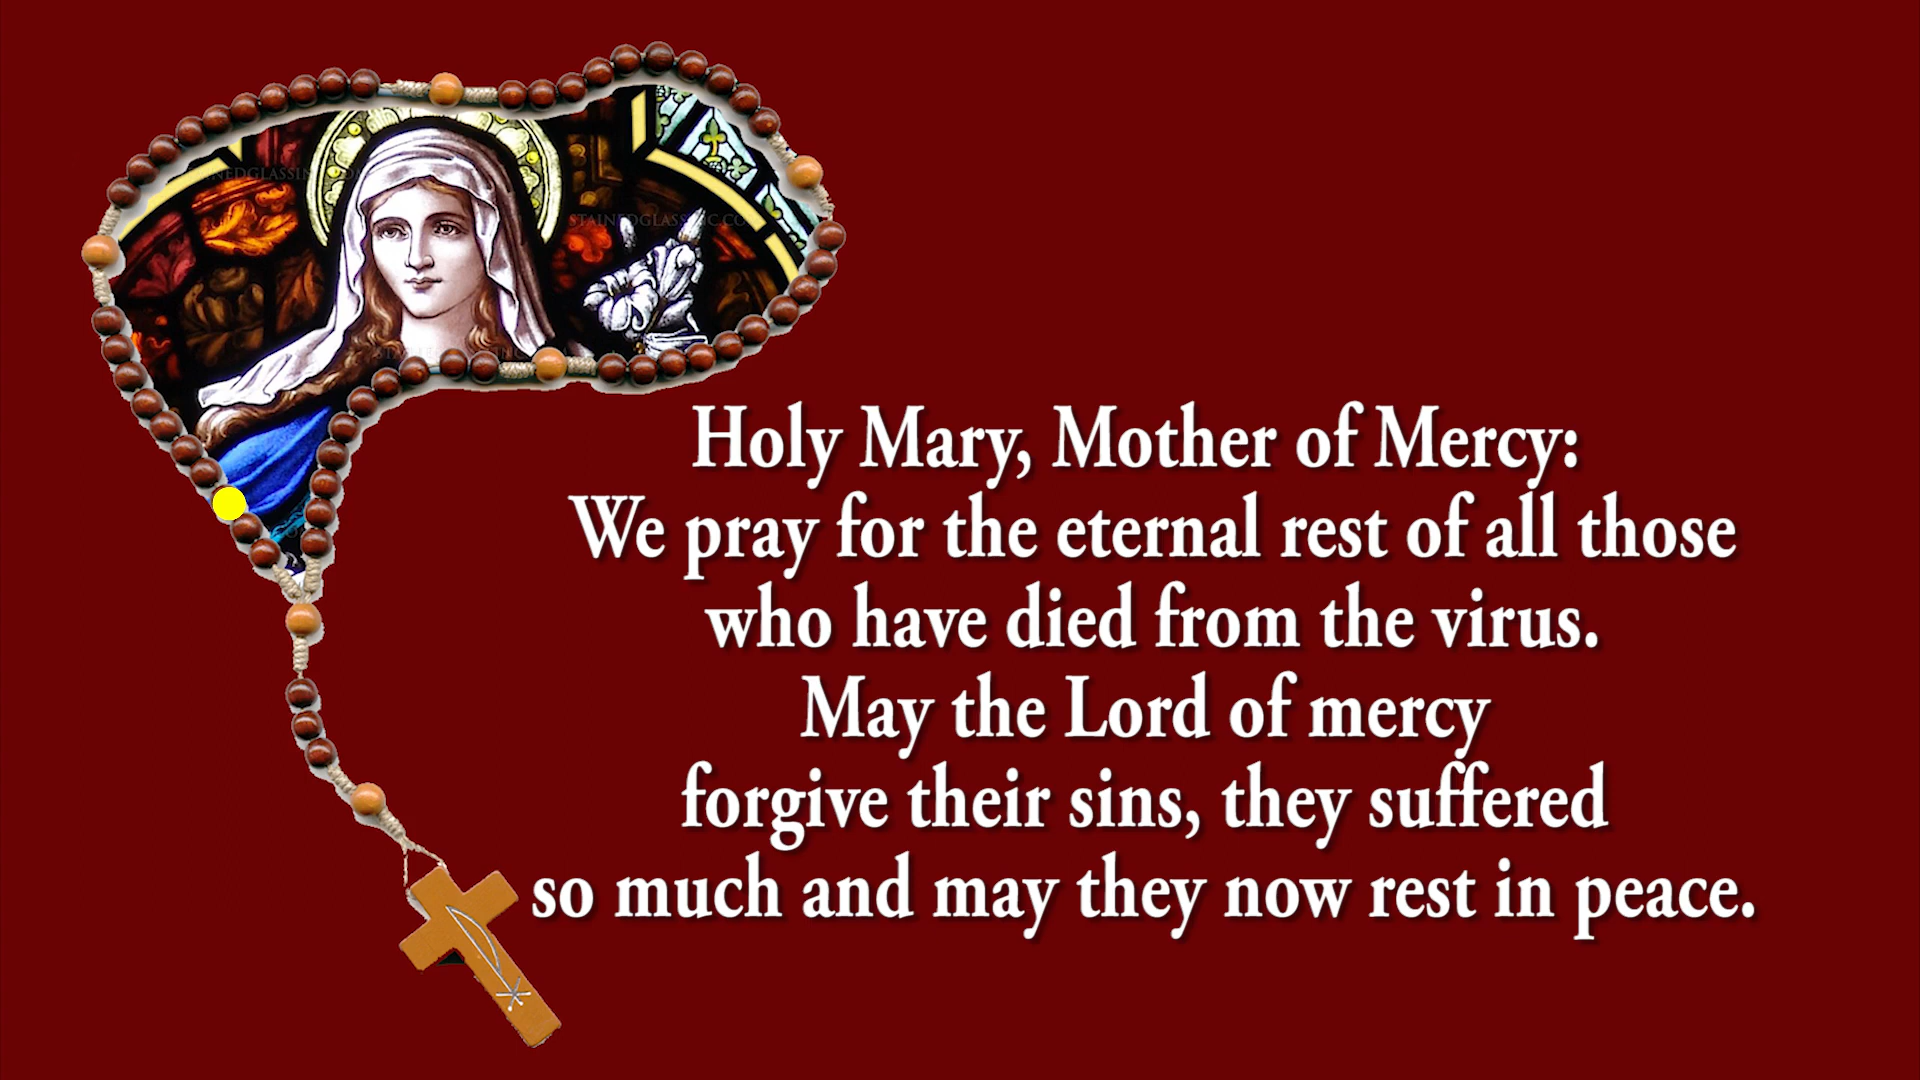 Holy Mary, Mother of Mercy:
We pray for the eternal rest of all those
who have died from the virus.
May the Lord of mercy
forgive their sins, they suffered
so much and may they now rest in peace.